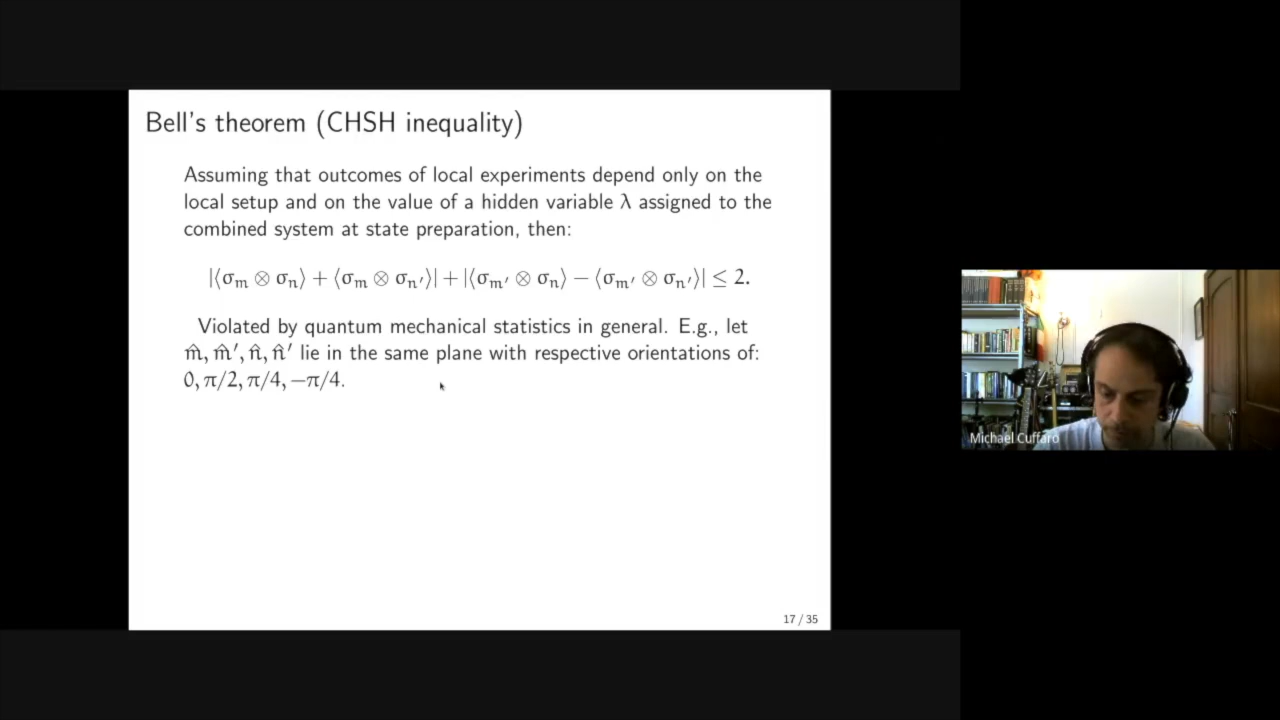 Bell's theorem (CHSH inequality)
Assuming that outcomes of local experiments depend only on the
local setup and on the value of a hidden variable λ assigned to the
combined system at state preparation, then:
|⟨σ_m ⊗ σ_n⟩ + ⟨σ_m ⊗ σ_n′⟩| + |⟨σ_m′ ⊗ σ_n⟩ − ⟨σ_m′ ⊗ σ_n′⟩| ≤ 2.
Violated by quantum mechanical statistics in general. E.g., let
m̂, m̂′, n̂, n̂′ lie in the same plane with respective orientations of:
0, π/2, π/4, −π/4.
17 / 35
Michael Cuffaro